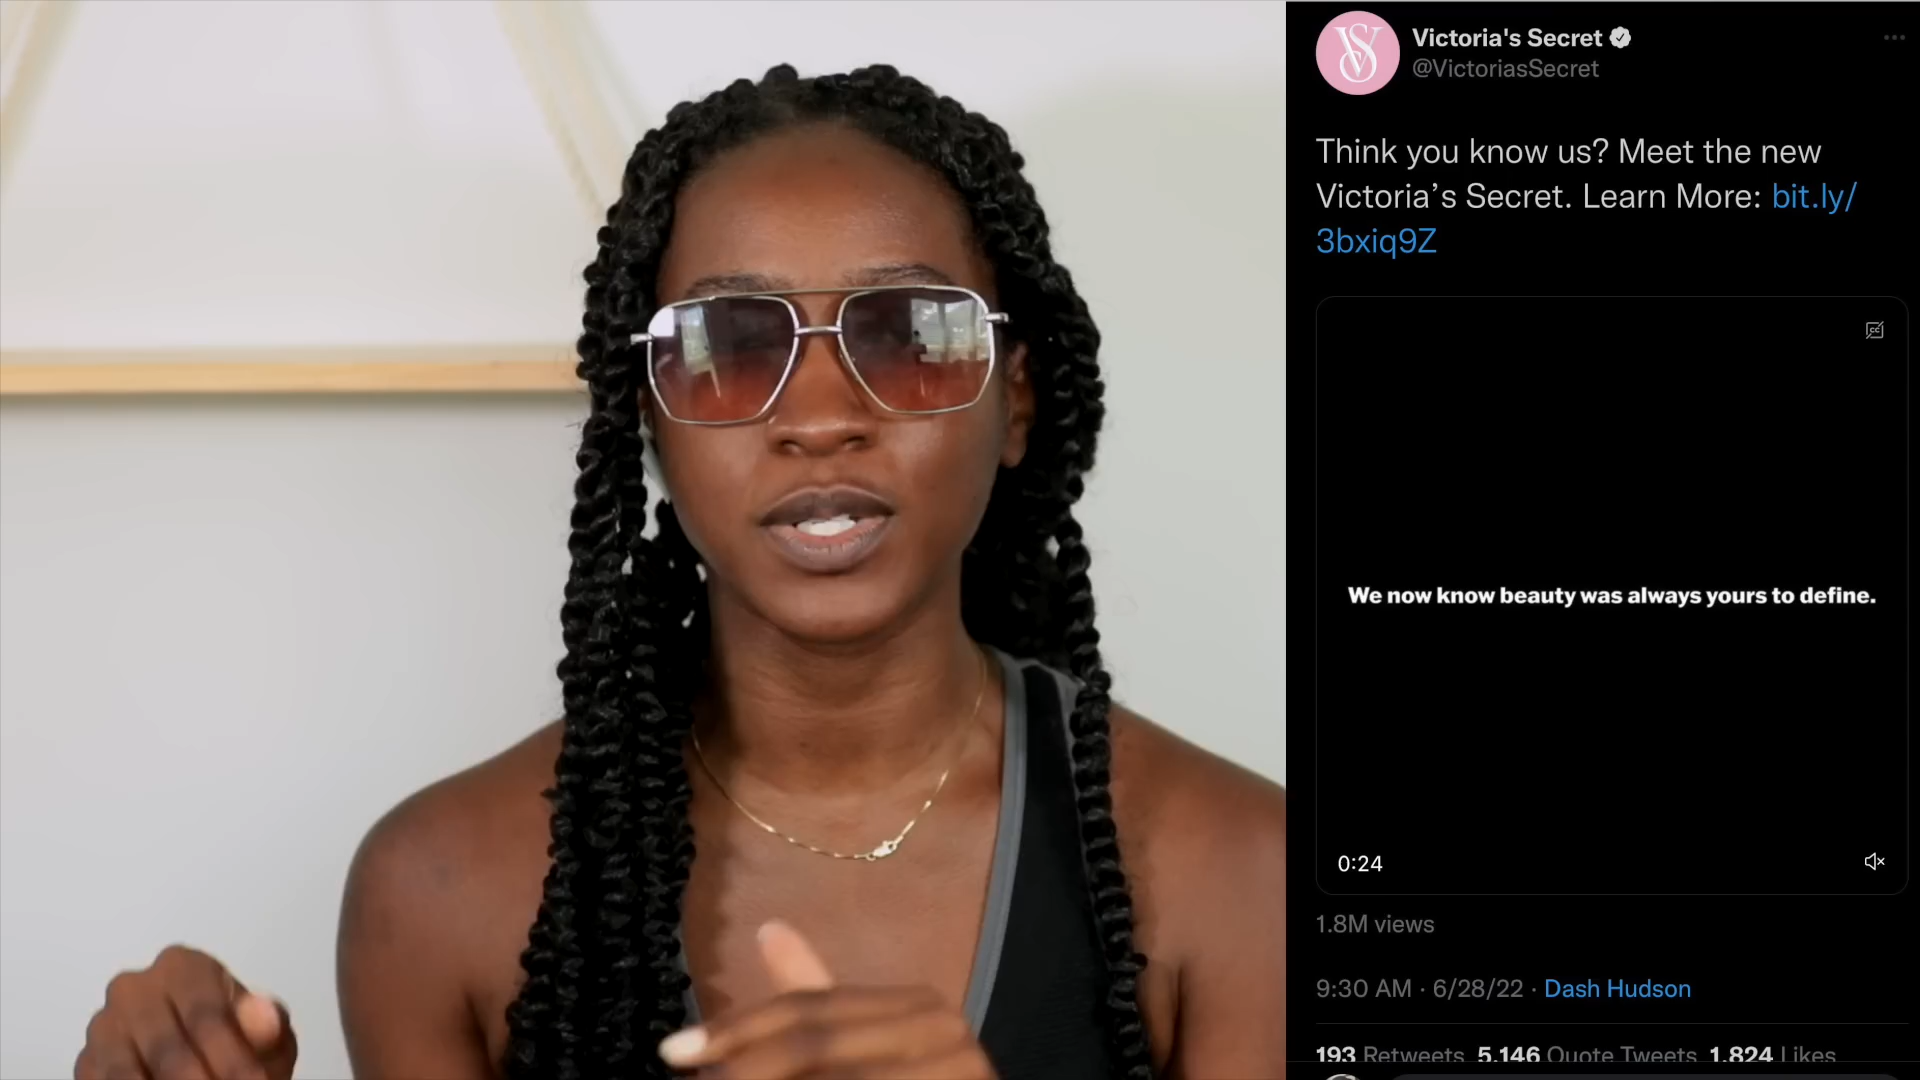 VS
Victoria's Secret
@VictoriasSecret
Think you know us? Meet the new
Victoria’s Secret. Learn More: bit.ly/
3bxiq9Z
CC
We now know beauty was always yours to define.
0:24
1.8M views
9:30 AM · 6/28/22 · Dash Hudson
193 Retweets 5,146 Quote Tweets 1,824 Likes